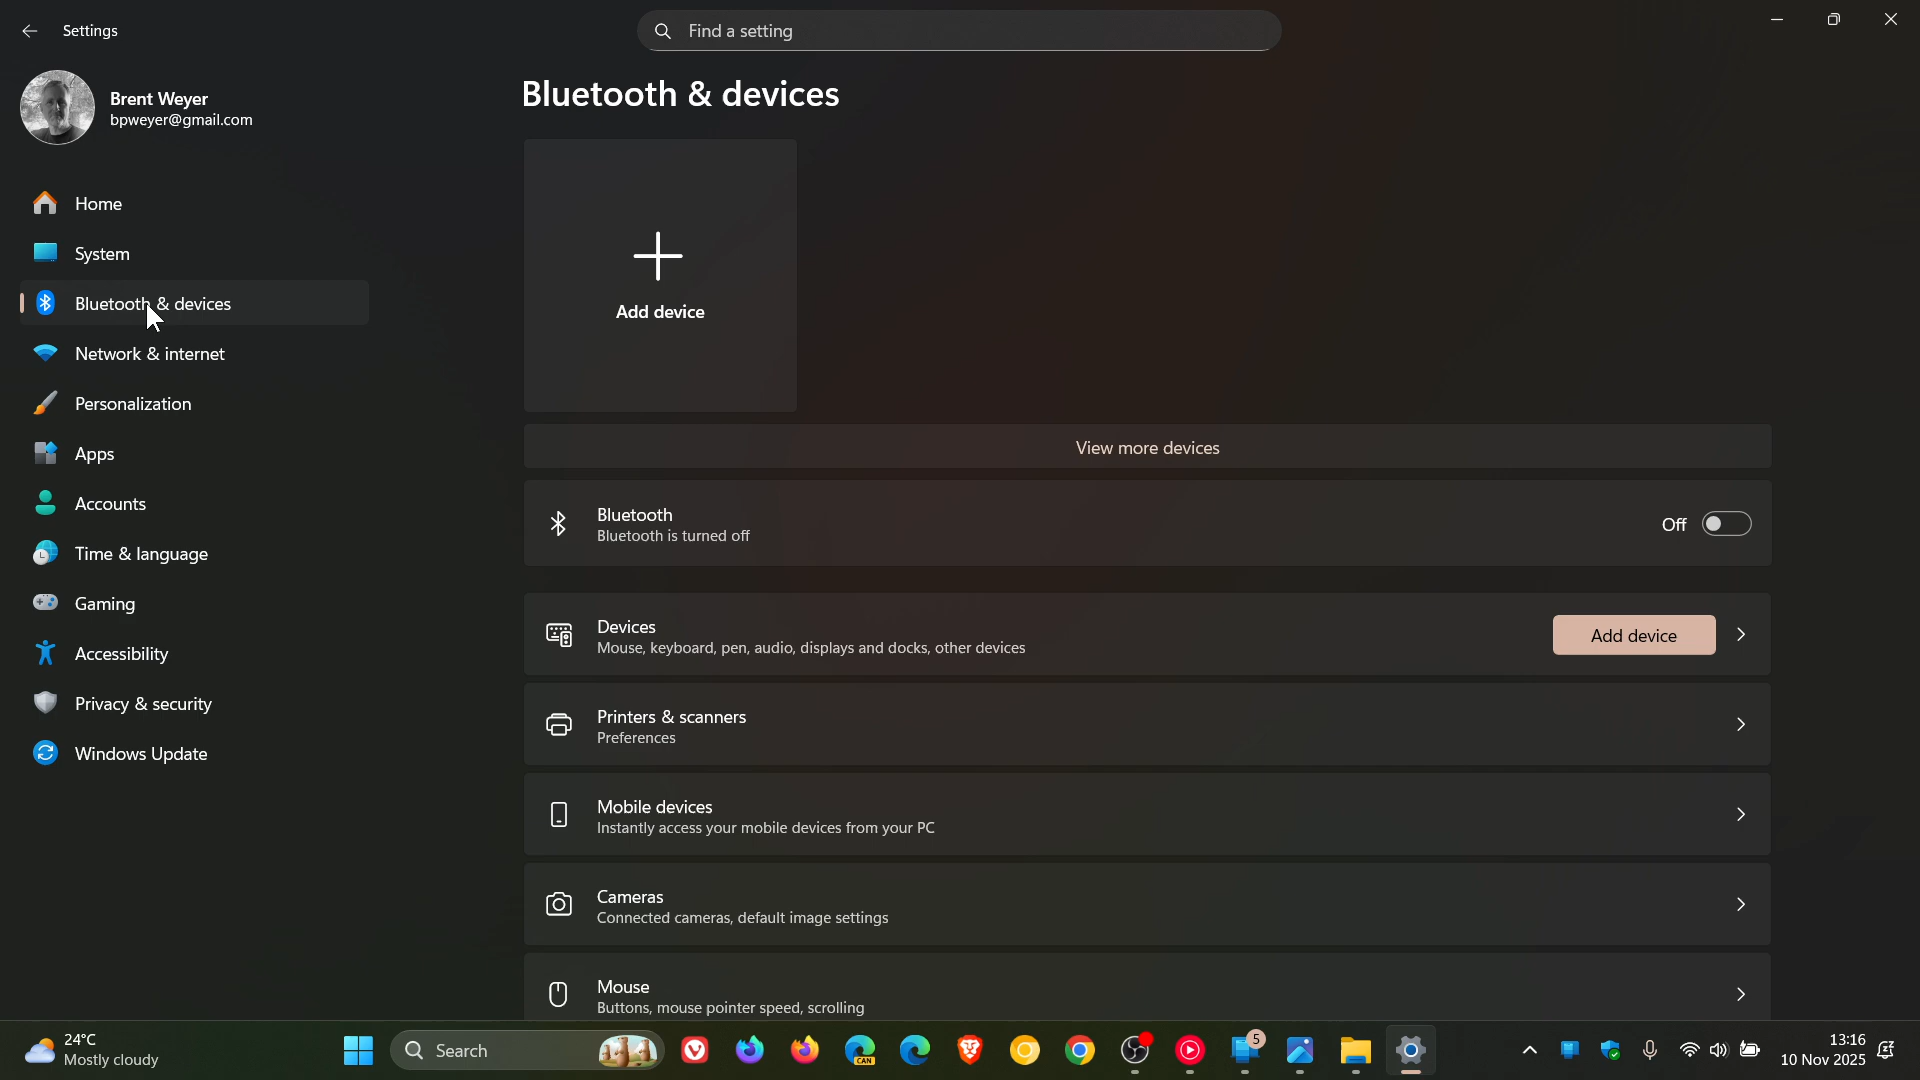 Settings
Find a setting
Brent Weyer
bpweyer@gmail.com
Home
System
Bluetooth & devices
Network & internet
Personalization
Apps
Accounts
Time & language
Gaming
Accessibility
Privacy & security
Windows Update
Bluetooth & devices
Add device
View more devices
Bluetooth
Bluetooth is turned off
Off
Devices
Mouse, keyboard, pen, audio, displays and docks, other devices
Add device
Printers & scanners
Preferences
Mobile devices
Instantly access your mobile devices from your PC
Cameras
Connected cameras, default image settings
Mouse
Buttons, mouse pointer speed, scrolling
24°C
Mostly cloudy
Search
CAN
5
13:16
10 Nov 2025